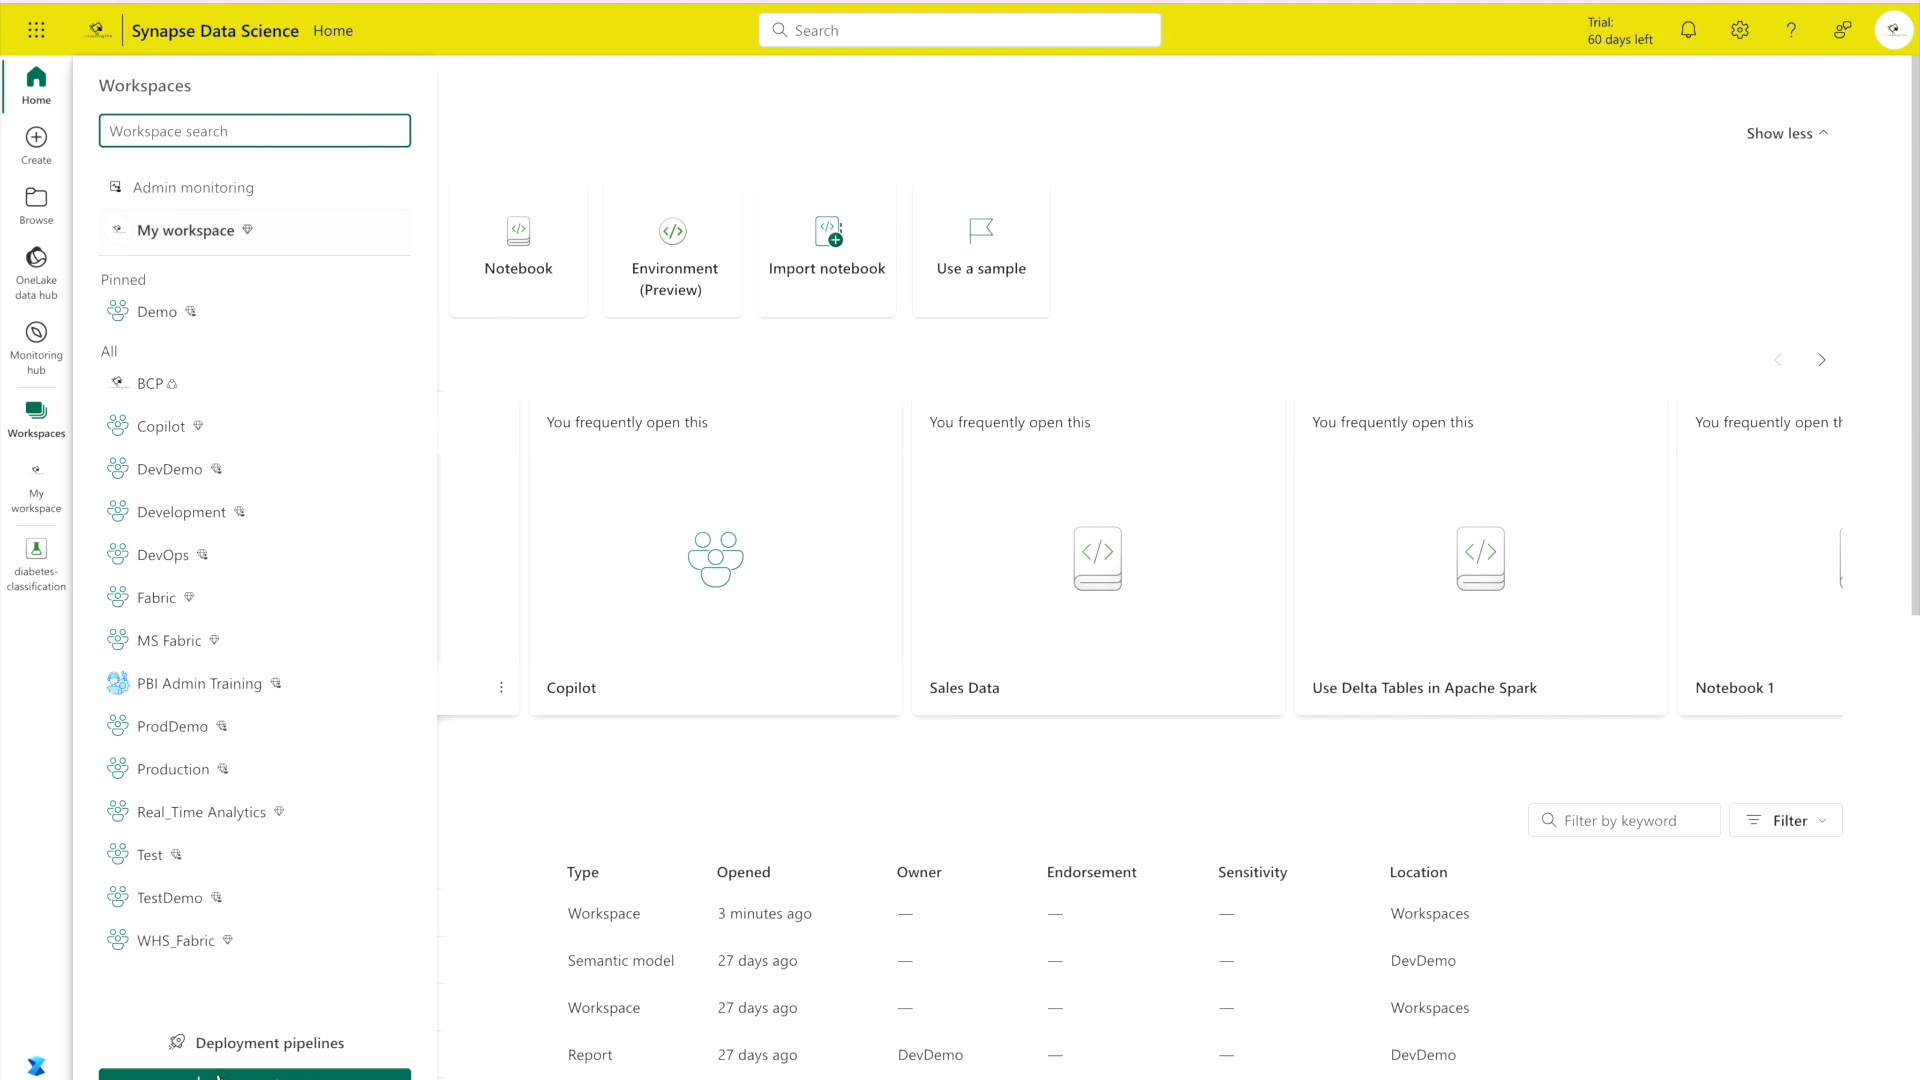 Synapse Data Science
Home
Search
Trial:
60 days left
Home
Create
Browse
OneLake
data hub
Monitoring
hub
Workspaces
My
workspace
diabetes-
classification
Workspaces
Workspace search
Admin monitoring
My workspace
Pinned
Demo
All
BCP
Copilot
DevDemo
Development
DevOps
Fabric
MS Fabric
PBI Admin Training
ProdDemo
Production
Real_Time Analytics
Test
TestDemo
WHS_Fabric
Deployment pipelines
Show less
Notebook
Environment
(Preview)
Import notebook
Use a sample
You frequently open this
You frequently open this
You frequently open this
You frequently open th
Copilot
Sales Data
Use Delta Tables in Apache Spark
Notebook 1
Filter by keyword
Filter
Type Opened Owner Endorsement Sensitivity Location
Workspace 3 minutes ago — — — Workspaces
Semantic model 27 days ago — — — DevDemo
Workspace 27 days ago — — — Workspaces
Report 27 days ago DevDemo — — DevDemo